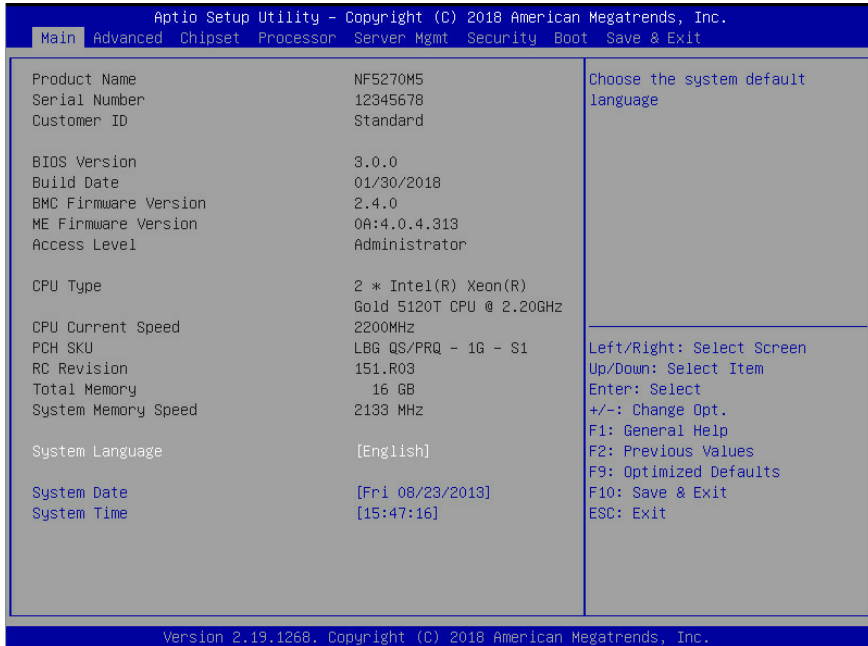 Aptio Setup Utility – Copyright (C) 2018 American Megatrends, Inc.
Main Advanced Chipset Processor Server Mgmt Security Boot Save & Exit
Product Name NF5270M5
Serial Number 12345678
Customer ID Standard
BIOS Version 3.0.0
Build Date 01/30/2018
BMC Firmware Version 2.4.0
ME Firmware Version 0A:4.0.4.313
Access Level Administrator
CPU Type 2 * Intel(R) Xeon(R)
Gold 5120T CPU @ 2.20GHz
CPU Current Speed 2200MHz
PCH SKU LBG QS/PRQ – 1G – S1
RC Revision 151.R03
Total Memory 16 GB
System Memory Speed 2133 MHz
System Language [English]
System Date [Fri 08/23/2013]
System Time [15:47:16]
Choose the system default
language
Left/Right: Select Screen
Up/Down: Select Item
Enter: Select
+/–: Change Opt.
F1: General Help
F2: Previous Values
F9: Optimized Defaults
F10: Save & Exit
ESC: Exit
Version 2.19.1268. Copyright (C) 2018 American Megatrends, Inc.